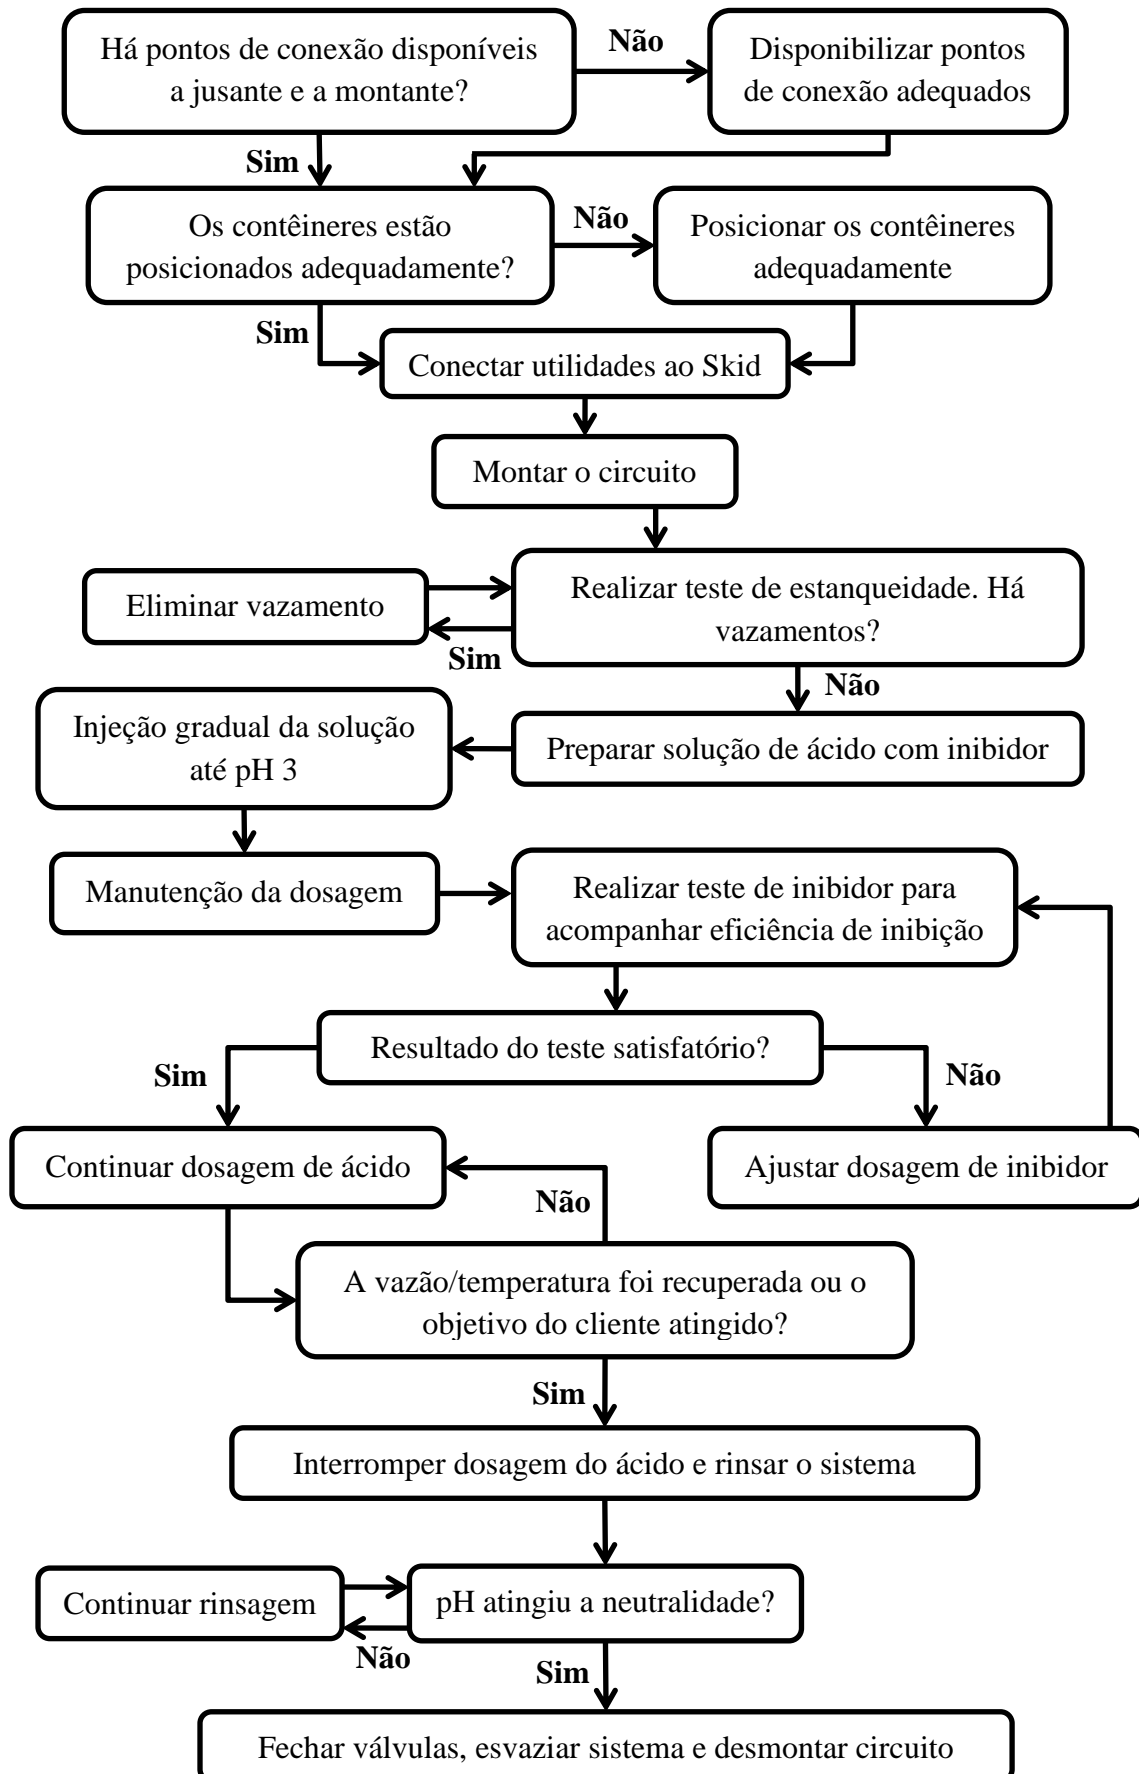 Há pontos de conexão disponíveis
a jusante e a montante?
Não
Disponibilizar pontos
de conexão adequados
Sim
Os contêineres estão
posicionados adequadamente?
Não
Posicionar os contêineres
adequadamente
Sim
Conectar utilidades ao Skid
Montar o circuito
Realizar teste de estanqueidade. Há
vazamentos?
Eliminar vazamento
Sim
Não
Preparar solução de ácido com inibidor
Injeção gradual da solução
até pH 3
Manutenção da dosagem
Realizar teste de inibidor para
acompanhar eficiência de inibição
Resultado do teste satisfatório?
Sim
Não
Continuar dosagem de ácido
Ajustar dosagem de inibidor
Não
A vazão/temperatura foi recuperada ou o
objetivo do cliente atingido?
Sim
Interromper dosagem do ácido e rinsar o sistema
Continuar rinsagem
pH atingiu a neutralidade?
Não
Sim
Fechar válvulas, esvaziar sistema e desmontar circuito